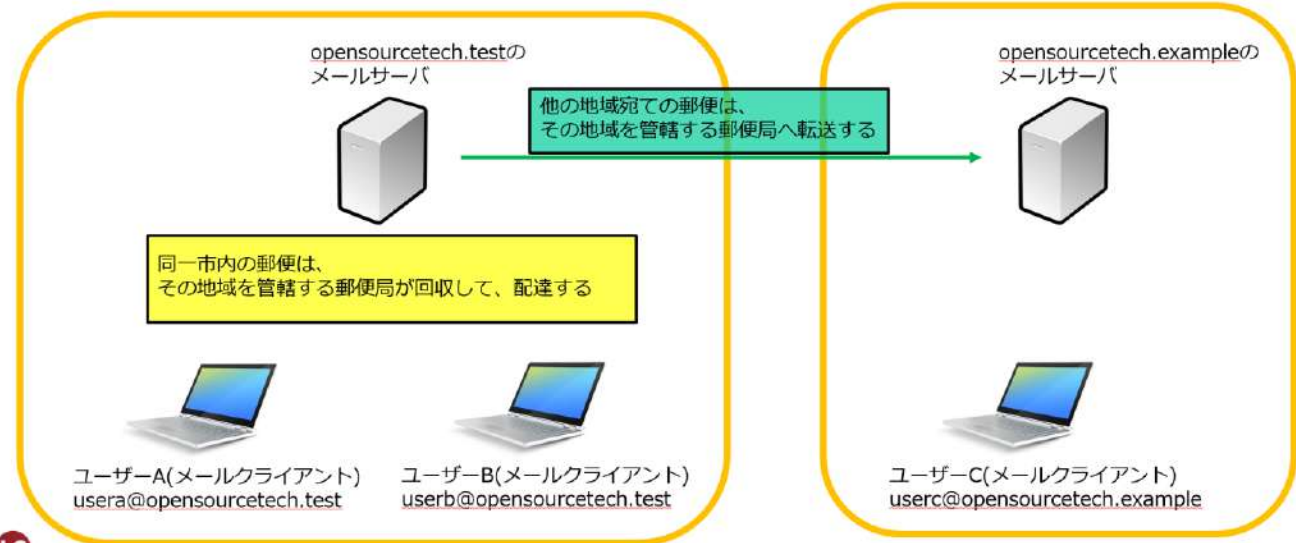 opensourcetech.testの
メールサーバ
opensourcetech.exampleの
メールサーバ
他の地域宛ての郵便は、
その地域を管轄する郵便局へ転送する
同一市内の郵便は、
その地域を管轄する郵便局が回収して、配達する
ユーザーA(メールクライアント)
usera@opensourcetech.test
ユーザーB(メールクライアント)
userb@opensourcetech.test
ユーザーC(メールクライアント)
userc@opensourcetech.example